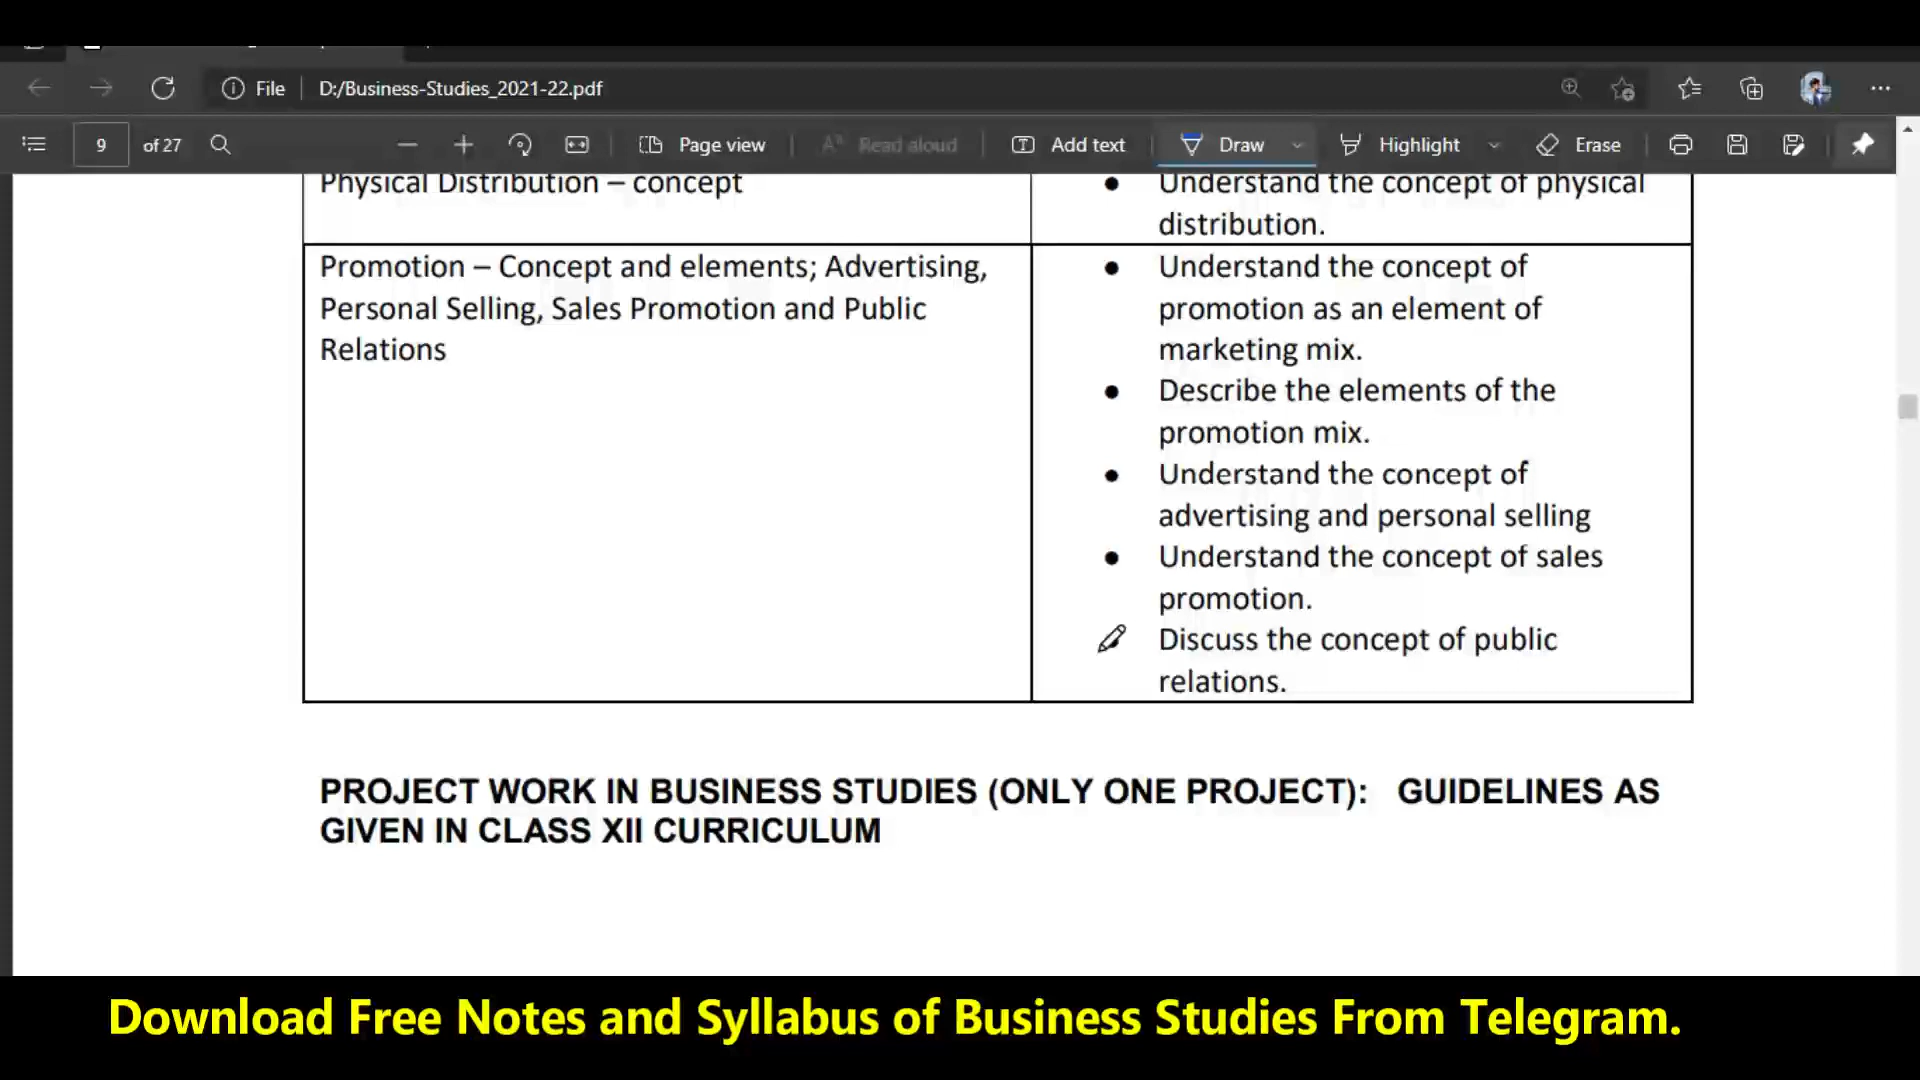 File
D:/Business-Studies_2021-22.pdf
9 of 27
Page view
Read aloud
Add text
Draw
Highlight
Erase
Physical Distribution – concept
● Understand the concept of physical
distribution.
Promotion – Concept and elements; Advertising,
Personal Selling, Sales Promotion and Public
Relations
● Understand the concept of
promotion as an element of
marketing mix.
● Describe the elements of the
promotion mix.
● Understand the concept of
advertising and personal selling
● Understand the concept of sales
promotion.
Discuss the concept of public
relations.
PROJECT WORK IN BUSINESS STUDIES (ONLY ONE PROJECT): GUIDELINES AS
GIVEN IN CLASS XII CURRICULUM
Download Free Notes and Syllabus of Business Studies From Telegram.